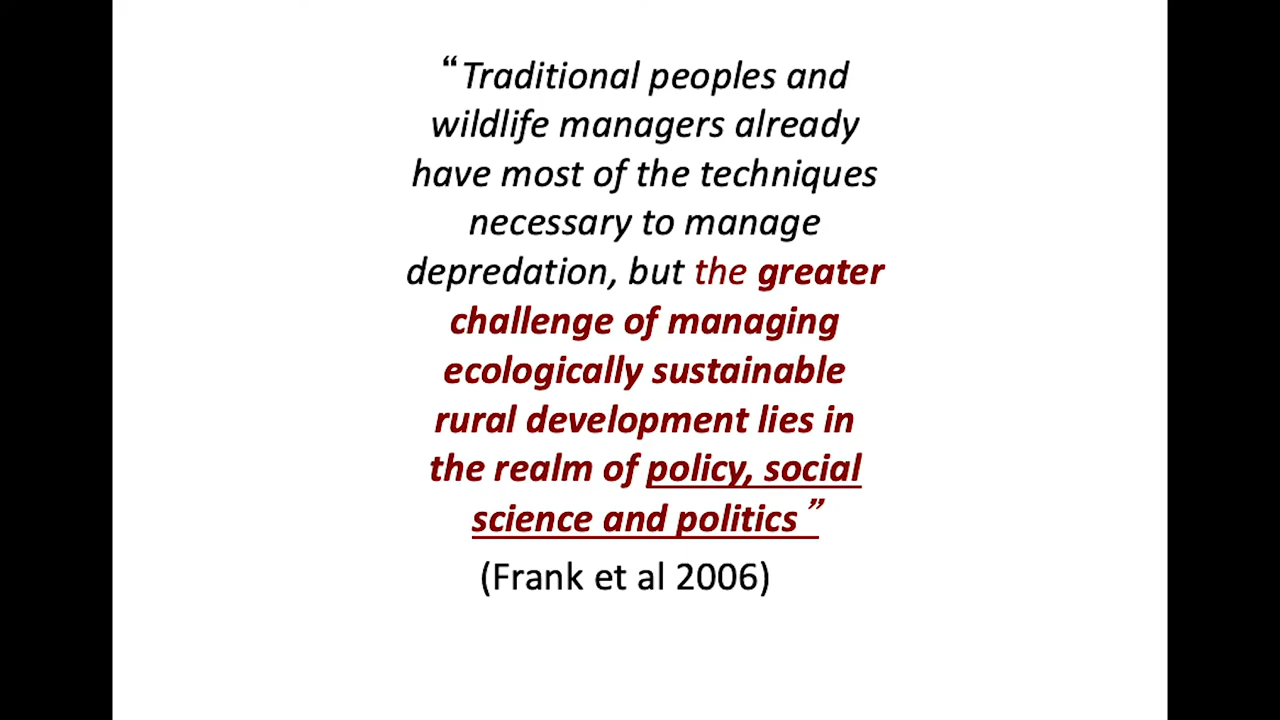 “Traditional peoples and
wildlife managers already
have most of the techniques
necessary to manage
depredation, but the greater
challenge of managing
ecologically sustainable
rural development lies in
the realm of policy, social
science and politics”
(Frank et al 2006)